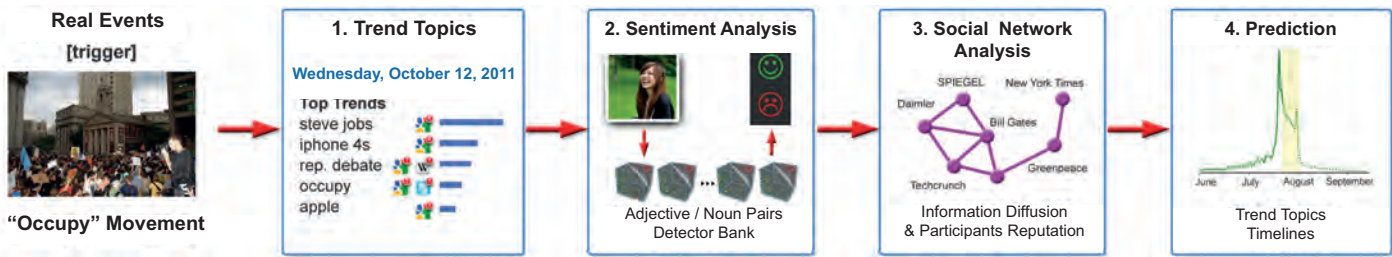 Real Events
[trigger]
“Occupy” Movement
1. Trend Topics
Wednesday, October 12, 2011
Top Trends
steve jobs
iphone 4s
rep. debate
W
occupy
apple
2. Sentiment Analysis
Adjective / Noun Pairs
Detector Bank
3. Social Network
Analysis
SPIEGEL
New York Times
Daimler
Bill Gates
Greenpeace
Techcrunch
Information Diffusion
& Participants Reputation
4. Prediction
June July August September
Trend Topics
Timelines